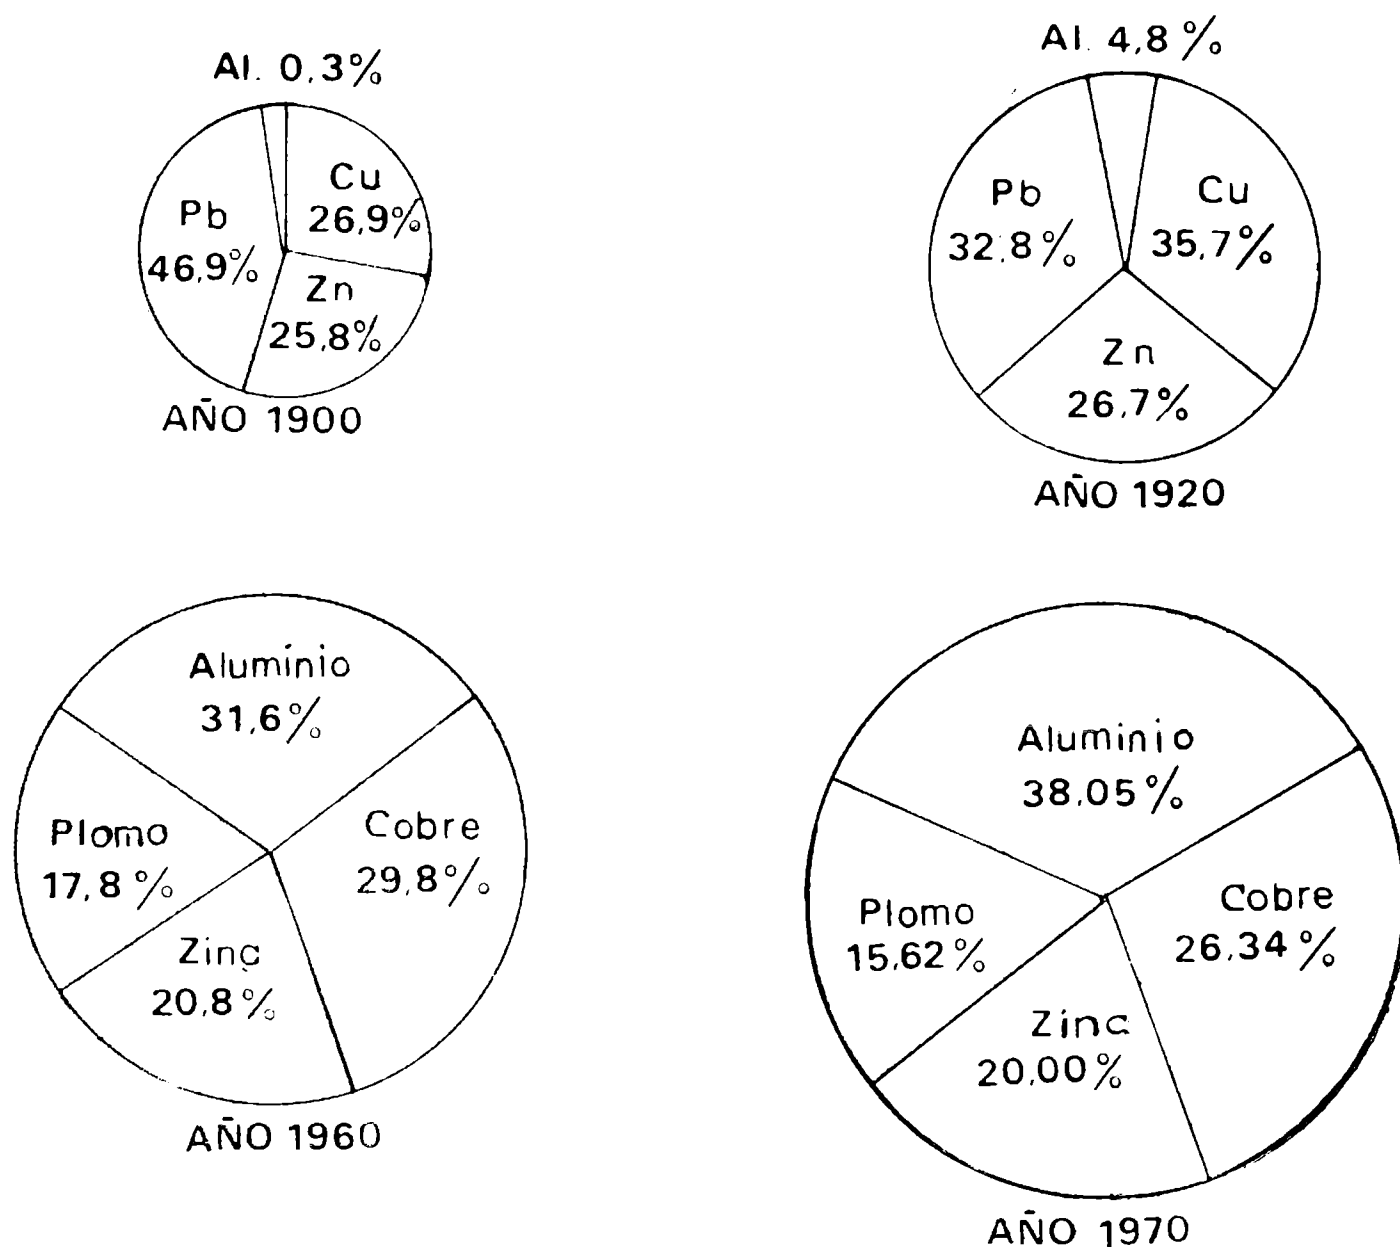 Al. 0,3%
Cu
26,9%
Pb
46,9%
Zn
25,8%
AÑO 1900
Al. 4,8%
Pb
32,8%
Cu
35,7%
Zn
26,7%
AÑO 1920
Aluminio
31,6%
Plomo
17,8%
Cobre
29,8%
Zinc
20,8%
AÑO 1960
Aluminio
38,05%
Plomo
15,62%
Cobre
26,34%
Zinc
20,00%
AÑO 1970